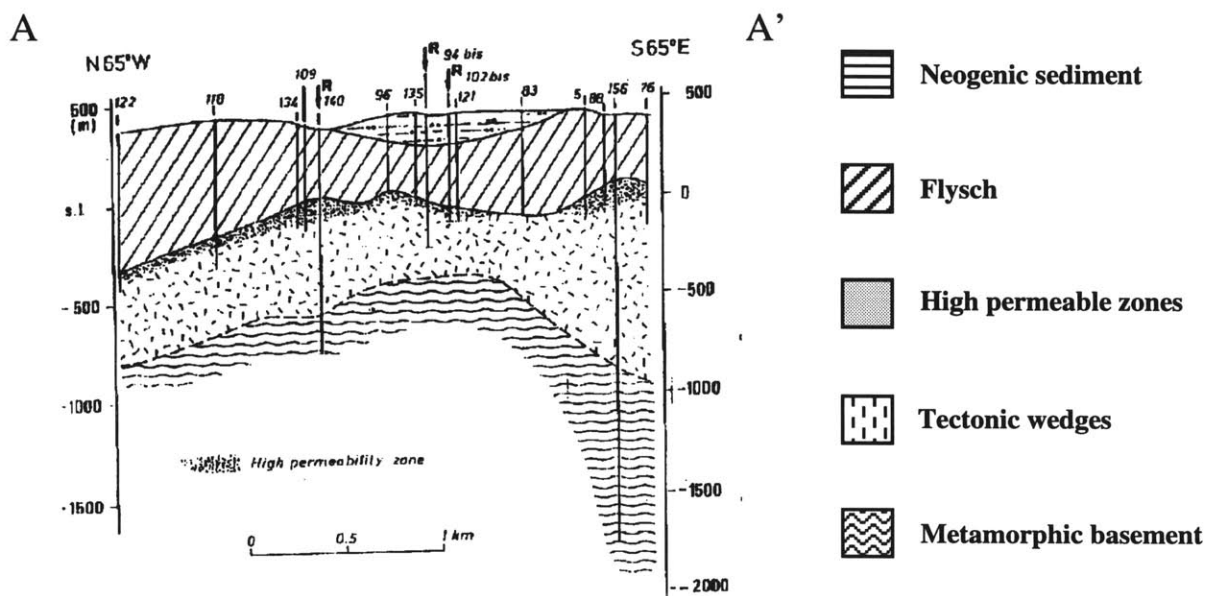 A
A'
N65°W
S65°E
R 94 bis
R 102 bis
109
R
122
110
134
140
96
135
121
83
5
88
156
76
500
(m)
s.l
-500
-1000
-1500
500
0
-500
-1000
-2000
High permeability zone
0 0.5 1 km
Neogenic sediment
Flysch
High permeable zones
Tectonic wedges
Metamorphic basement